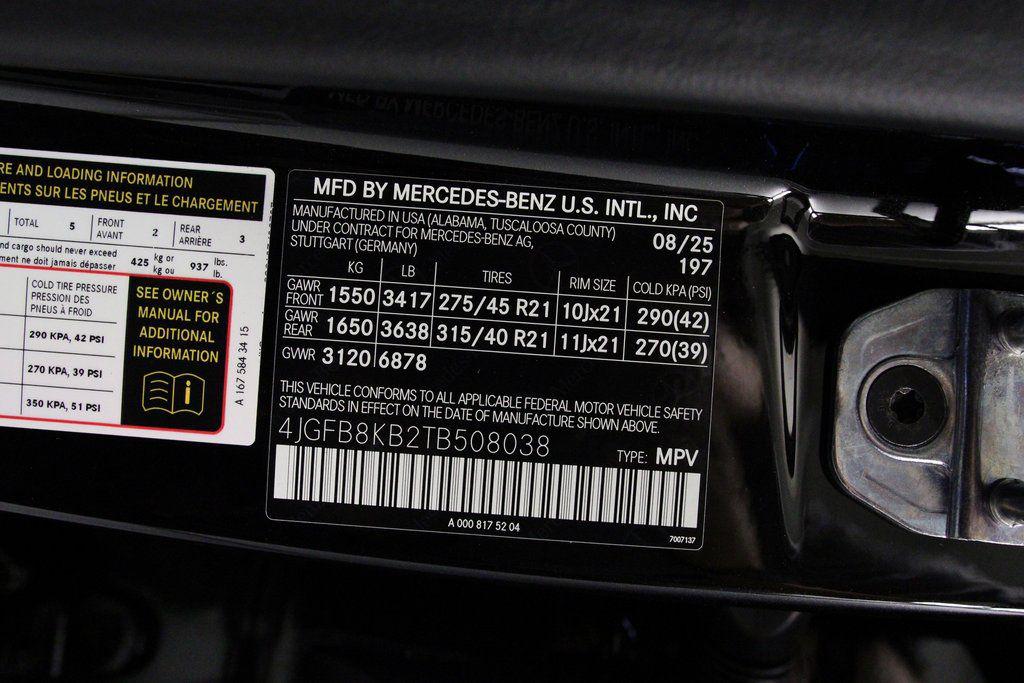 RE AND LOADING INFORMATION
ENTS SUR LES PNEUS ET LE CHARGEMENT
TOTAL 5 FRONT AVANT 2 REAR ARRIÈRE 3
nd cargo should never exceed
ment ne doit jamais dépasser
425 kg or kg ou 937 lbs. lb.
COLD TIRE PRESSURE
PRESSION DES
PNEUS À FROID
290 KPA, 42 PSI
270 KPA, 39 PSI
350 KPA, 51 PSI
SEE OWNER´S
MANUAL FOR
ADDITIONAL
INFORMATION
i
A 167 584 34 15
MFD BY MERCEDES-BENZ U.S. INTL., INC
MANUFACTURED IN USA (ALABAMA, TUSCALOOSA COUNTY)
UNDER CONTRACT FOR MERCEDES-BENZ AG,
STUTTGART (GERMANY)
08/25
197
KG LB TIRES RIM SIZE COLD KPA (PSI)
GAWR FRONT 1550 3417 275/45 R21 10Jx21 290(42)
GAWR REAR 1650 3638 315/40 R21 11Jx21 270(39)
GVWR 3120 6878
THIS VEHICLE CONFORMS TO ALL APPLICABLE FEDERAL MOTOR VEHICLE SAFETY
STANDARDS IN EFFECT ON THE DATE OF MANUFACTURE SHOWN ABOVE.
4JGFB8KB2TB508038
TYPE: MPV
A 000 817 52 04
7007137